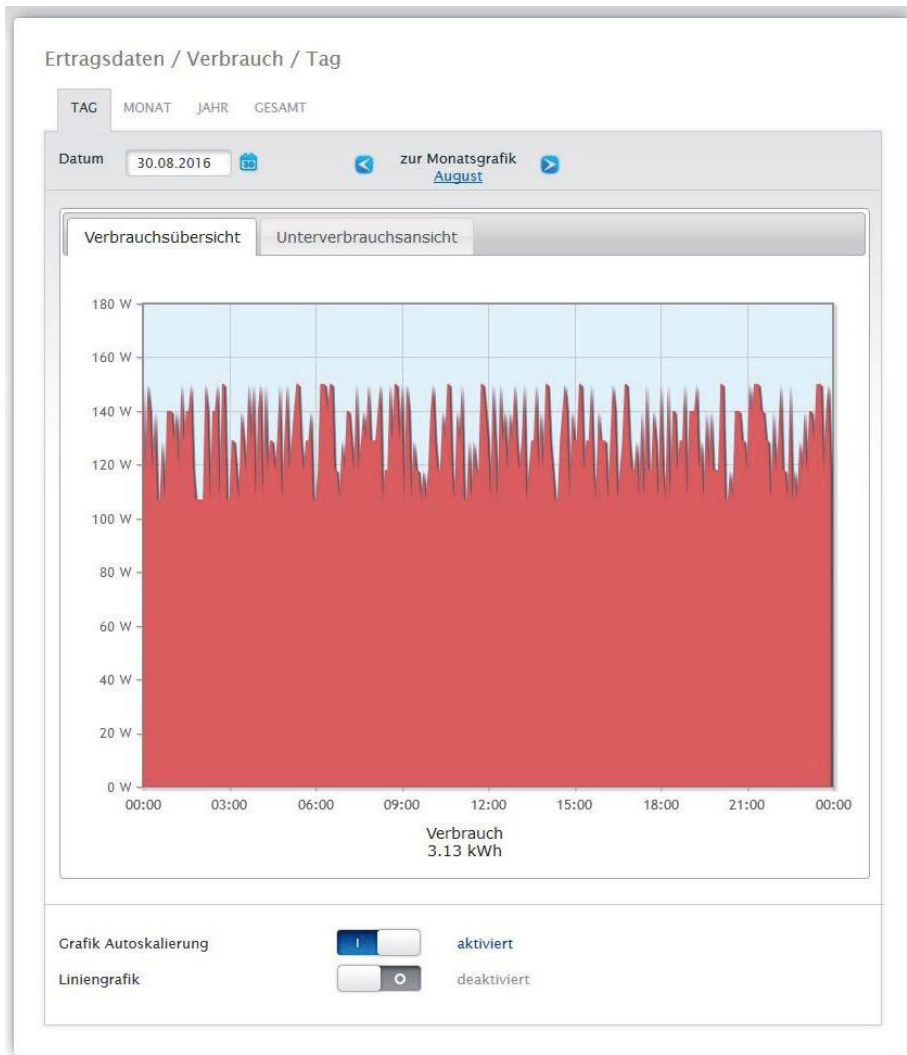 Ertragsdaten / Verbrauch / Tag
TAG MONAT JAHR GESAMT
Datum 30.08.2016 30 zur Monatsgrafik
August
Verbrauchsübersicht Unterverbrauchsansicht
180 W
160 W
140 W
120 W
100 W
80 W
60 W
40 W
20 W
0 W
00:00 03:00 06:00 09:00 12:00 15:00 18:00 21:00 00:00
Verbrauch
3.13 kWh
Grafik Autoskalierung I aktiviert
Liniengrafik O deaktiviert